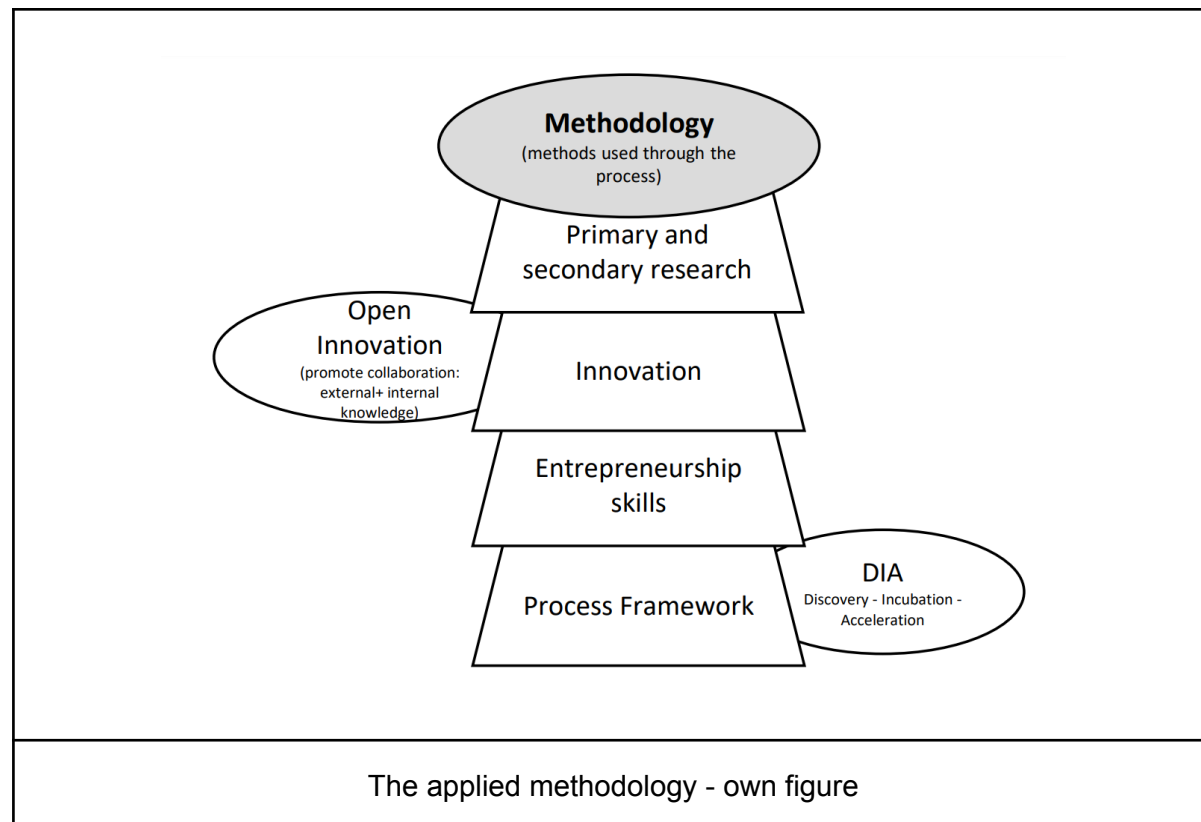 Methodology
(methods used through the
process)
Primary and
secondary research
Open
Innovation
(promote collaboration:
external+ internal
knowledge)
Innovation
Entrepreneurship
skills
Process Framework
DIA
Discovery - Incubation -
Acceleration
The applied methodology - own figure